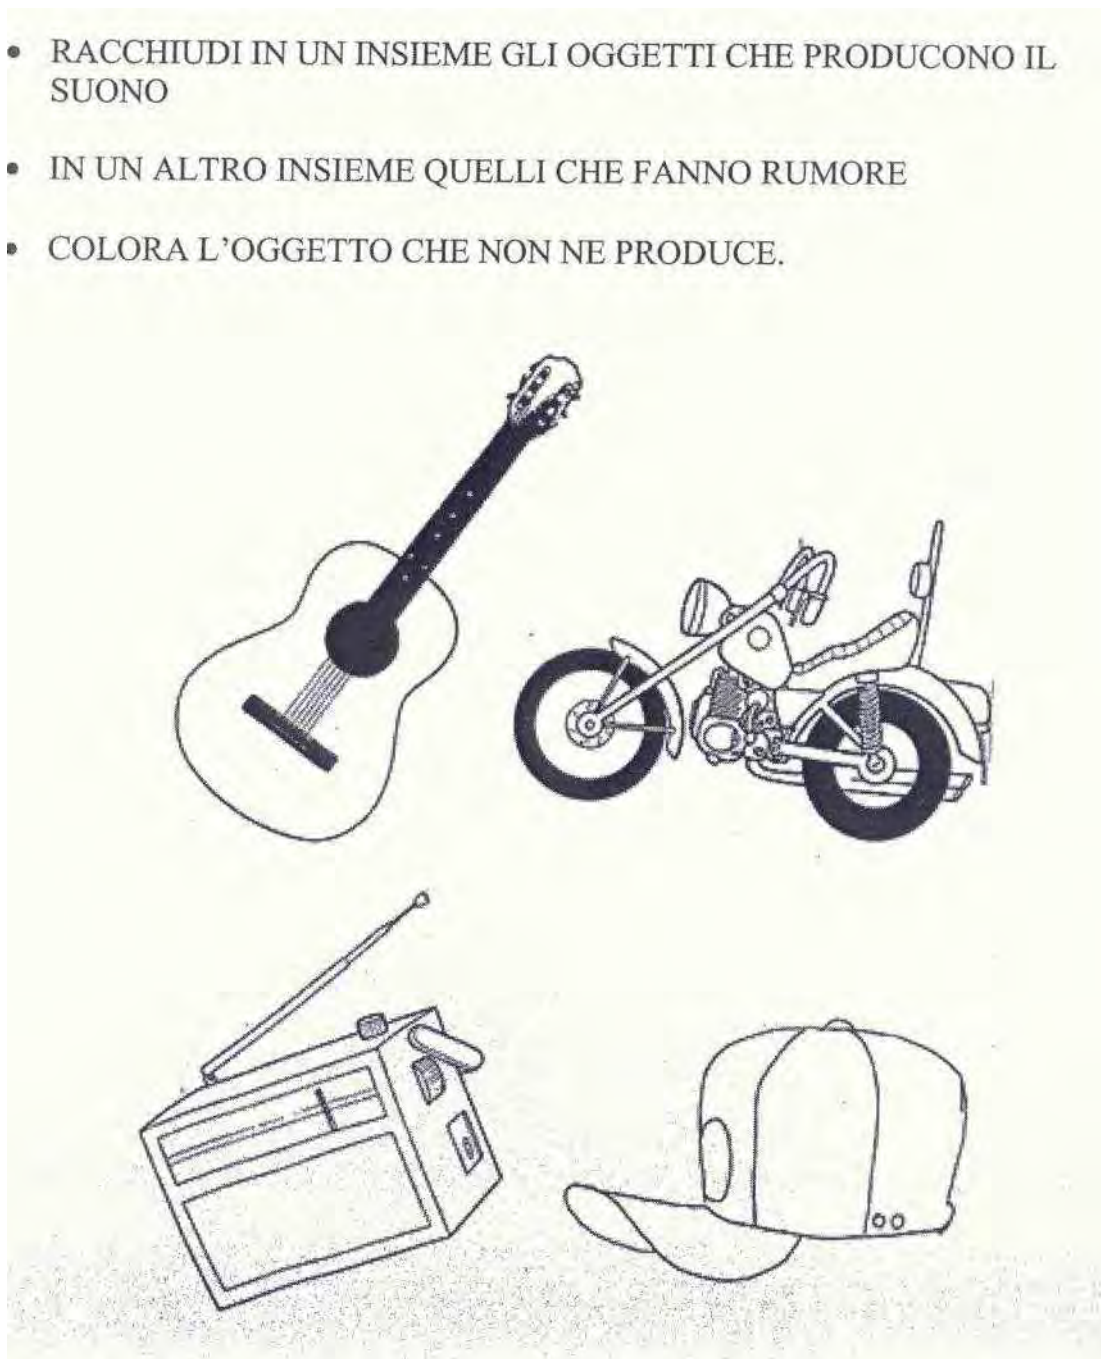 • RACCHIUDI IN UN INSIEME GLI OGGETTI CHE PRODUCONO IL
SUONO
• IN UN ALTRO INSIEME QUELLI CHE FANNO RUMORE
• COLORA L'OGGETTO CHE NON NE PRODUCE.